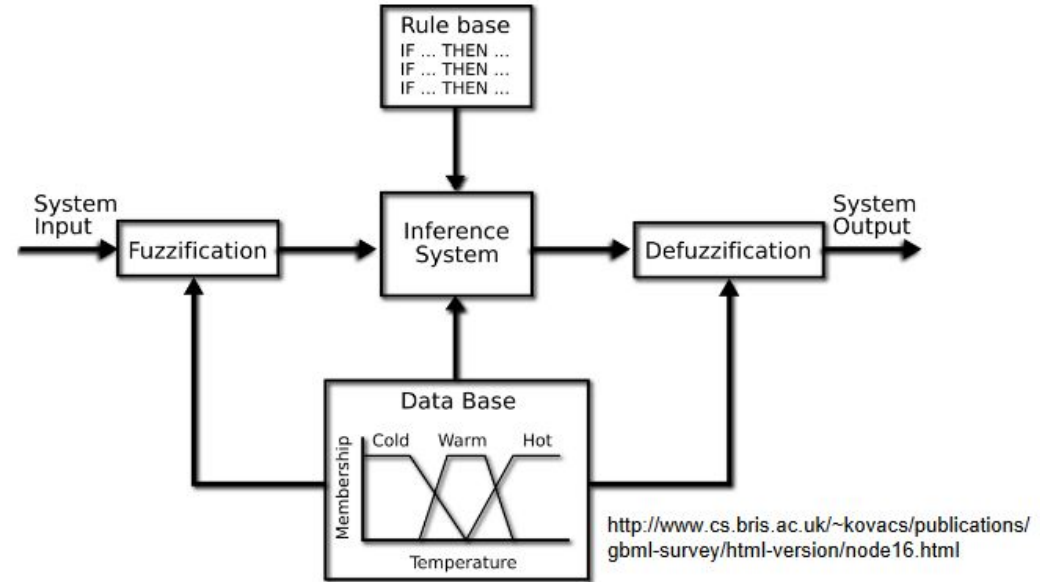 Rule base
IF ... THEN ...
IF ... THEN ...
IF ... THEN ...
System
Input
Fuzzification
Inference
System
Defuzzification
System
Output
Data Base
Cold Warm Hot
Membership
Temperature
http://www.cs.bris.ac.uk/~kovacs/publications/
gbml-survey/html-version/node16.html